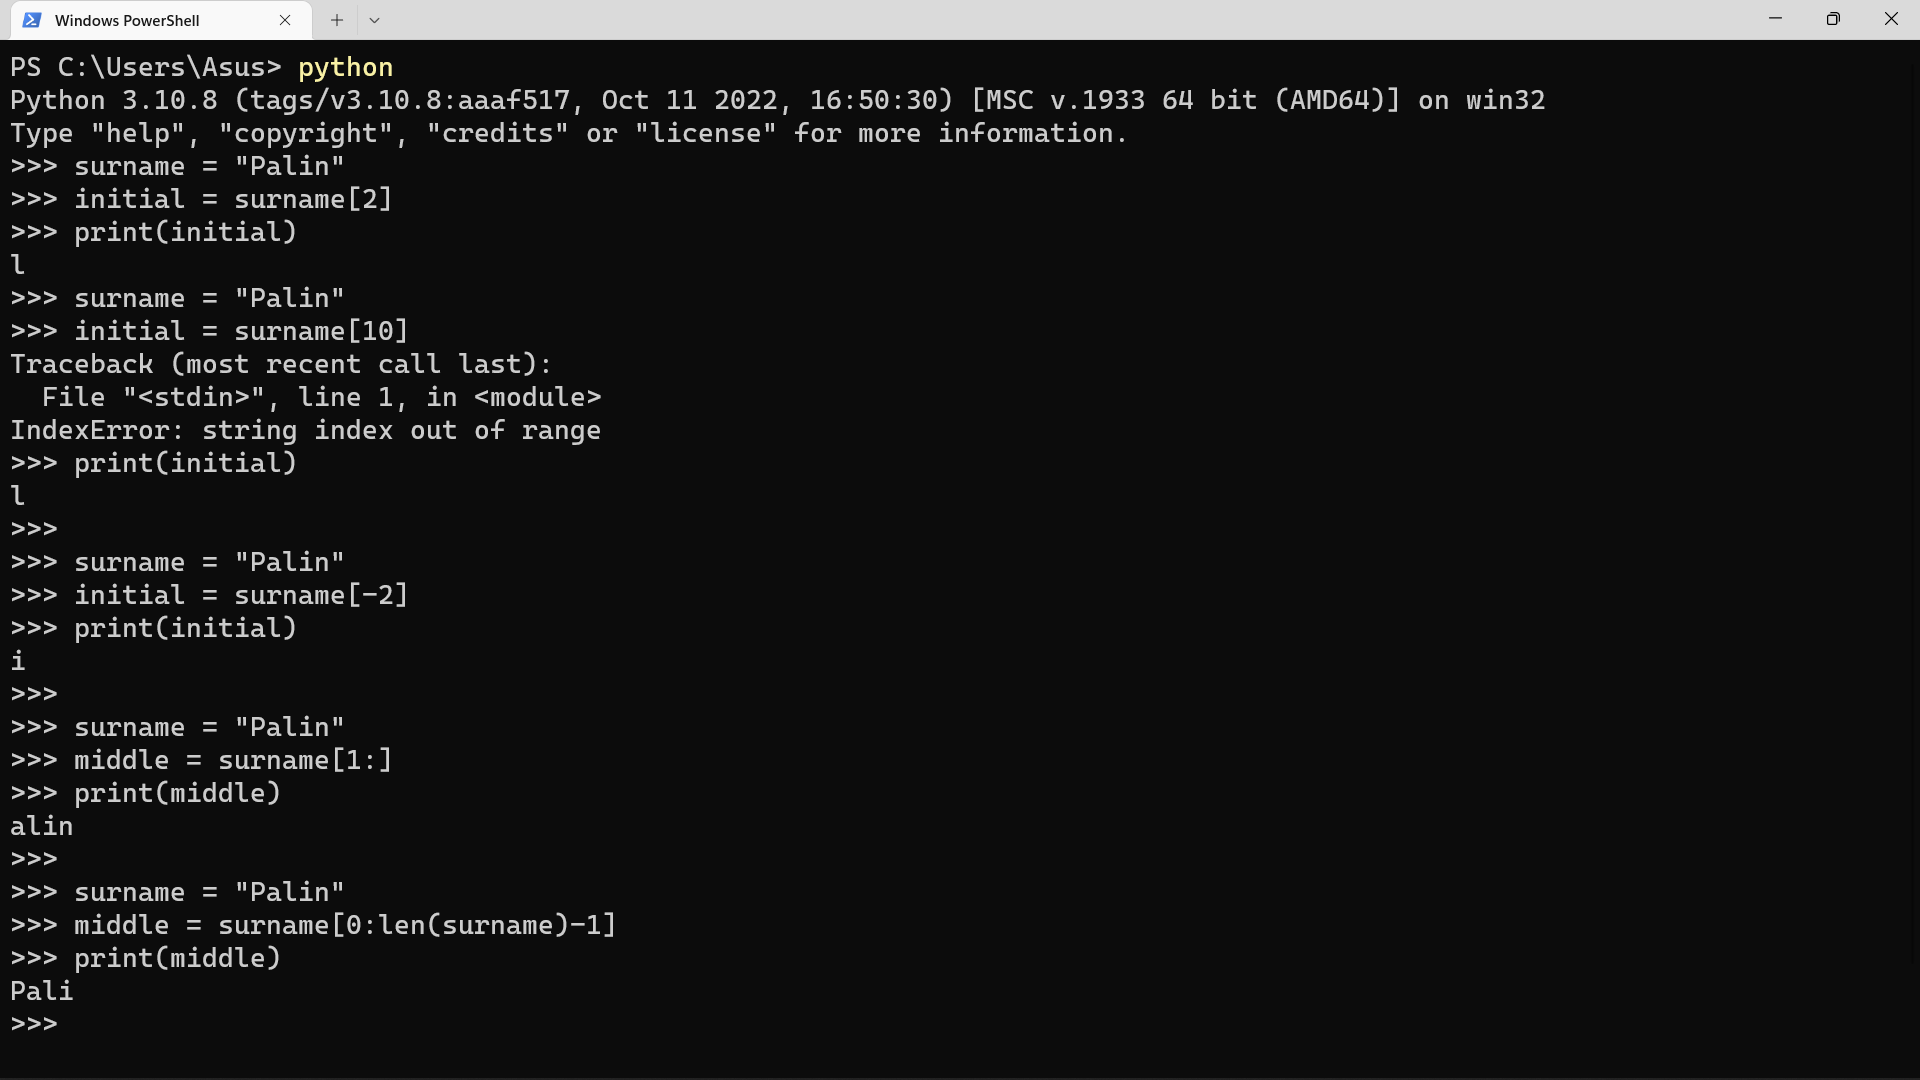 Windows PowerShell
PS C:\Users\Asus> python
Python 3.10.8 (tags/v3.10.8:aaaf517, Oct 11 2022, 16:50:30) [MSC v.1933 64 bit (AMD64)] on win32
Type "help", "copyright", "credits" or "license" for more information.
>>> surname = "Palin"
>>> initial = surname[2]
>>> print(initial)
l
>>> surname = "Palin"
>>> initial = surname[10]
Traceback (most recent call last):
  File "<stdin>", line 1, in <module>
IndexError: string index out of range
>>> print(initial)
l
>>>
>>> surname = "Palin"
>>> initial = surname[-2]
>>> print(initial)
i
>>>
>>> surname = "Palin"
>>> middle = surname[1:]
>>> print(middle)
alin
>>>
>>> surname = "Palin"
>>> middle = surname[0:len(surname)-1]
>>> print(middle)
Pali
>>>